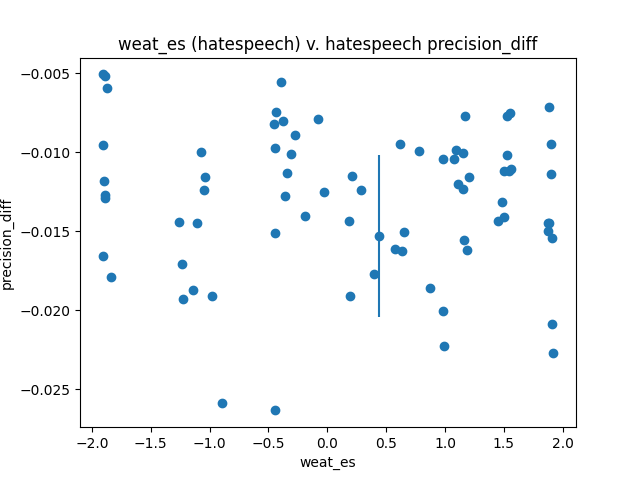 weat_es (hatespeech) v. hatespeech precision_diff
precision_diff
−0.005
−0.010
−0.015
−0.020
−0.025
−2.0 −1.5 −1.0 −0.5 0.0 0.5 1.0 1.5 2.0
weat_es